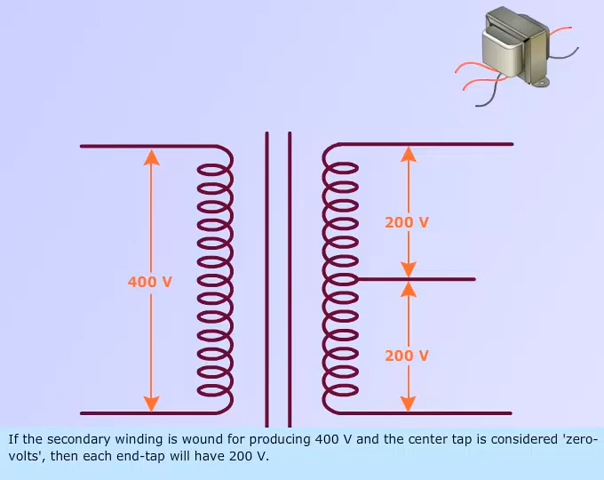 200 V
400 V
200 V
If the secondary winding is wound for producing 400 V and the center tap is considered 'zero-
volts', then each end-tap will have 200 V.